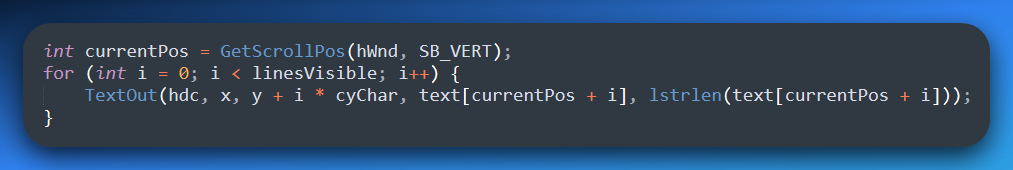 int currentPos = GetScrollPos(hWnd, SB_VERT);
for (int i = 0; i < linesVisible; i++) {
    TextOut(hdc, x, y + i * cyChar, text[currentPos + i], lstrlen(text[currentPos + i]));
}